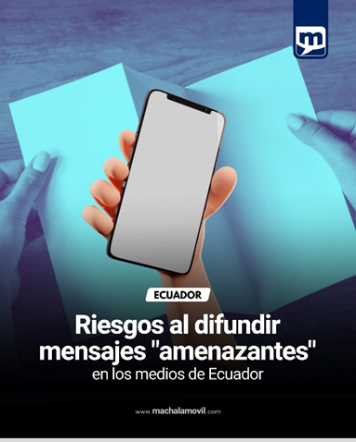 m
ECUADOR
Riesgos al difundir
mensajes "amenazantes"
en los medios de Ecuador
www.machalamovil.com